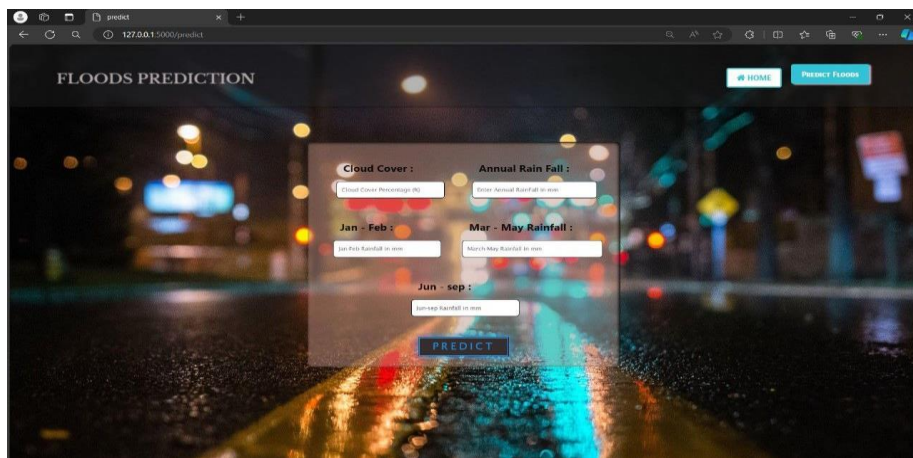 predict
127.0.0.1:5000/predict
FLOODS PREDICTION
HOME
PREDICT FLOODS
Cloud Cover :
Annual Rain Fall :
Cloud Cover Percentage (%)
Enter Annual Rainfall in mm
Jan - Feb :
Mar - May Rainfall :
Jan-Feb Rainfall in mm
March-May Rainfall in mm
Jun - sep :
Jun-sep Rainfall in mm
PREDICT